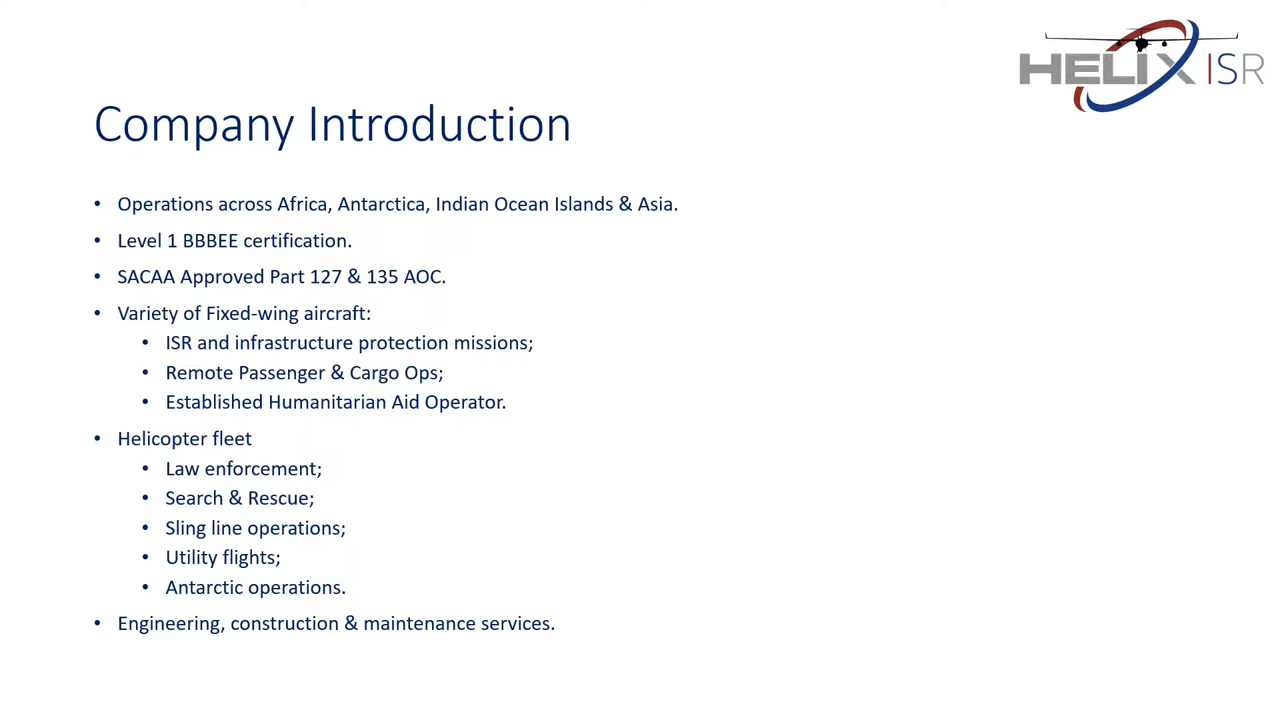 HELIX ISR
Company Introduction
• Operations across Africa, Antarctica, Indian Ocean Islands & Asia.
• Level 1 BBBEE certification.
• SACAA Approved Part 127 & 135 AOC.
• Variety of Fixed-wing aircraft:
• ISR and infrastructure protection missions;
• Remote Passenger & Cargo Ops;
• Established Humanitarian Aid Operator.
• Helicopter fleet
• Law enforcement;
• Search & Rescue;
• Sling line operations;
• Utility flights;
• Antarctic operations.
• Engineering, construction & maintenance services.